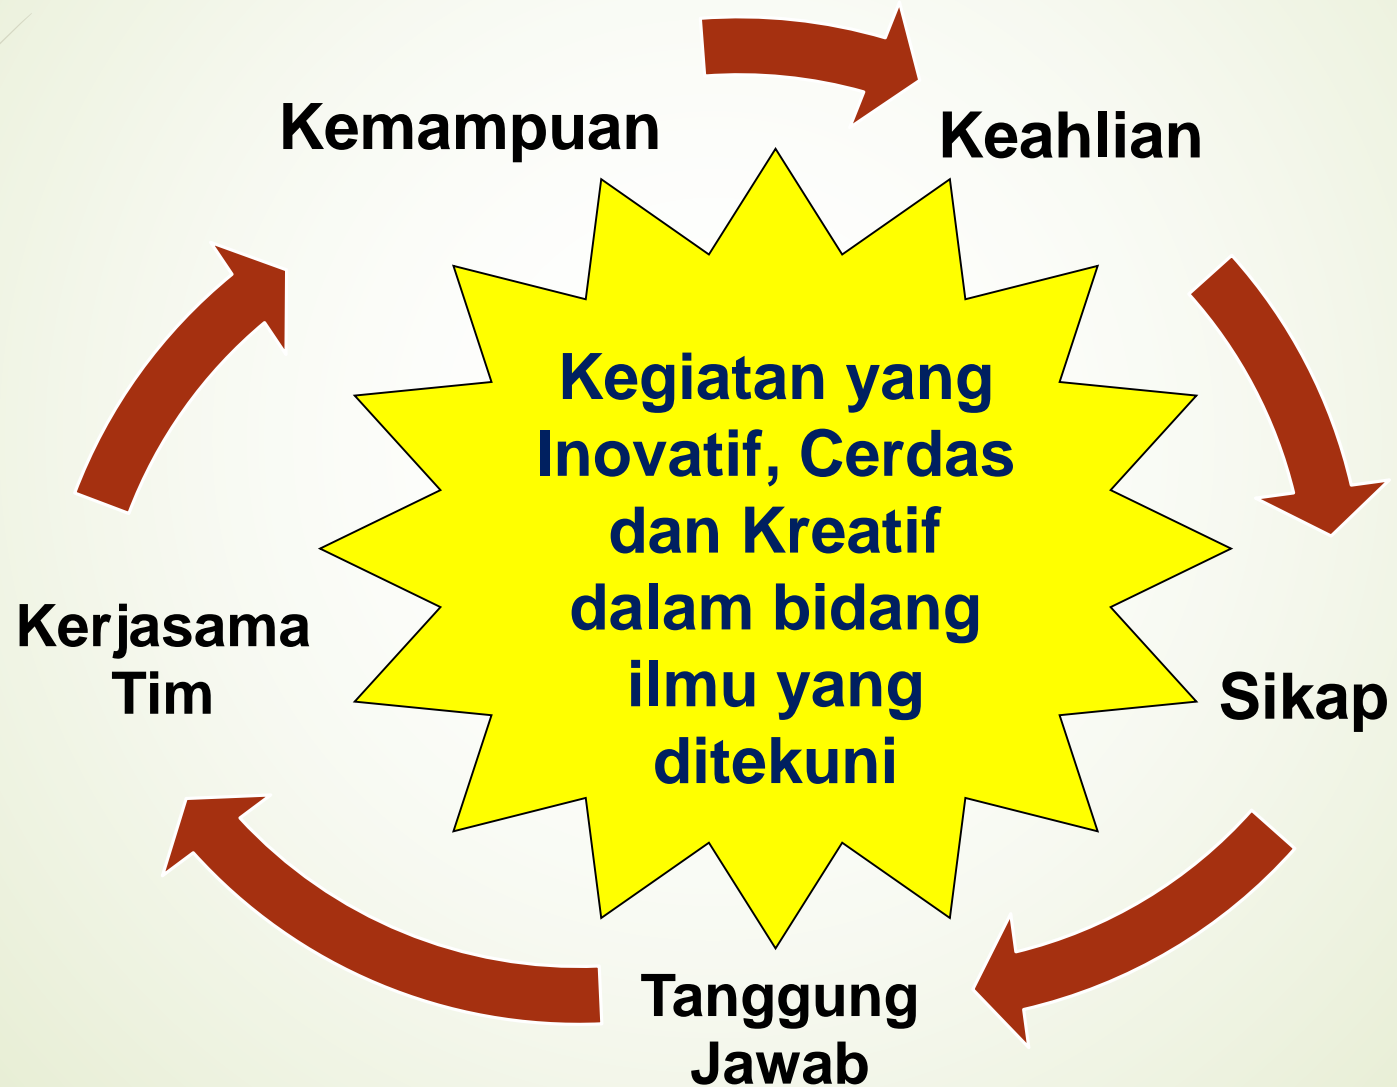 Kemampuan
Keahlian
Kegiatan yang
Inovatif, Cerdas
dan Kreatif
dalam bidang
ilmu yang
ditekuni
Kerjasama
Tim
Sikap
Tanggung
Jawab